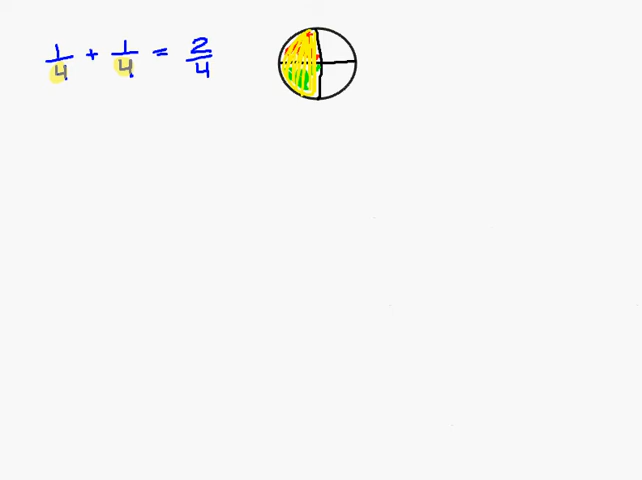 1/4 + 1/4 = 2/4